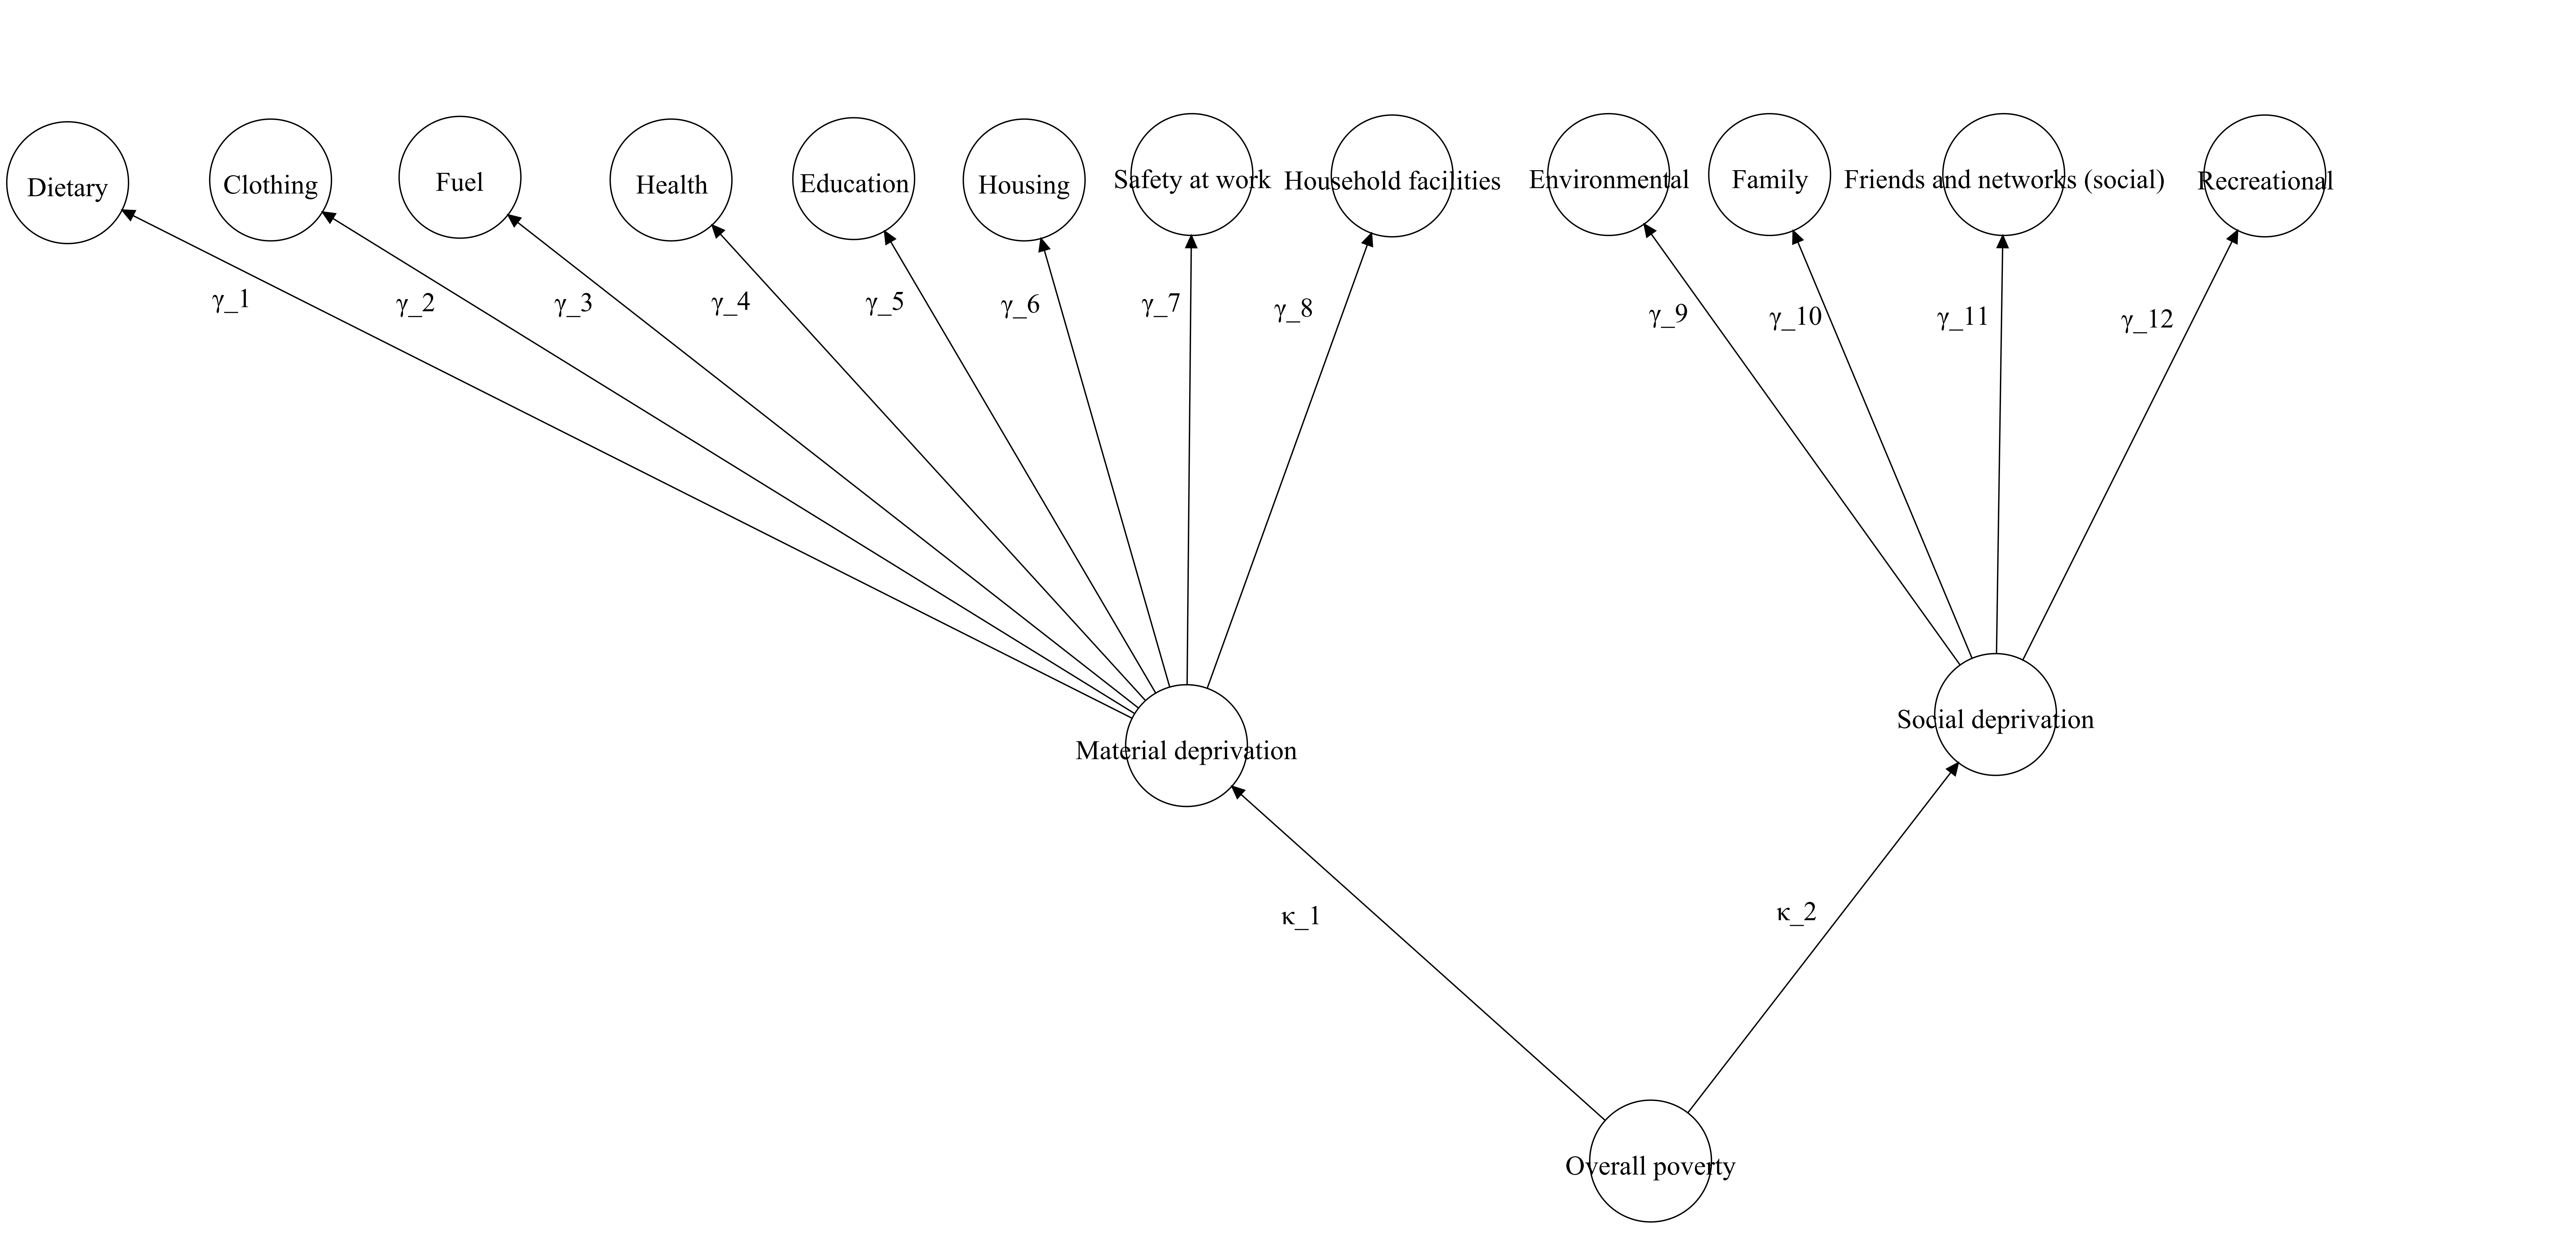 Dietary
Clothing
Fuel
Health
Education
Housing
Safety at work
Household facilities
Environmental
Family
Friends and networks (social)
Recreational
γ_1
γ_2
γ_3
γ_4
γ_5
γ_6
γ_7
γ_8
γ_9
γ_10
γ_11
γ_12
Material deprivation
Social deprivation
κ_1
κ_2
Overall poverty